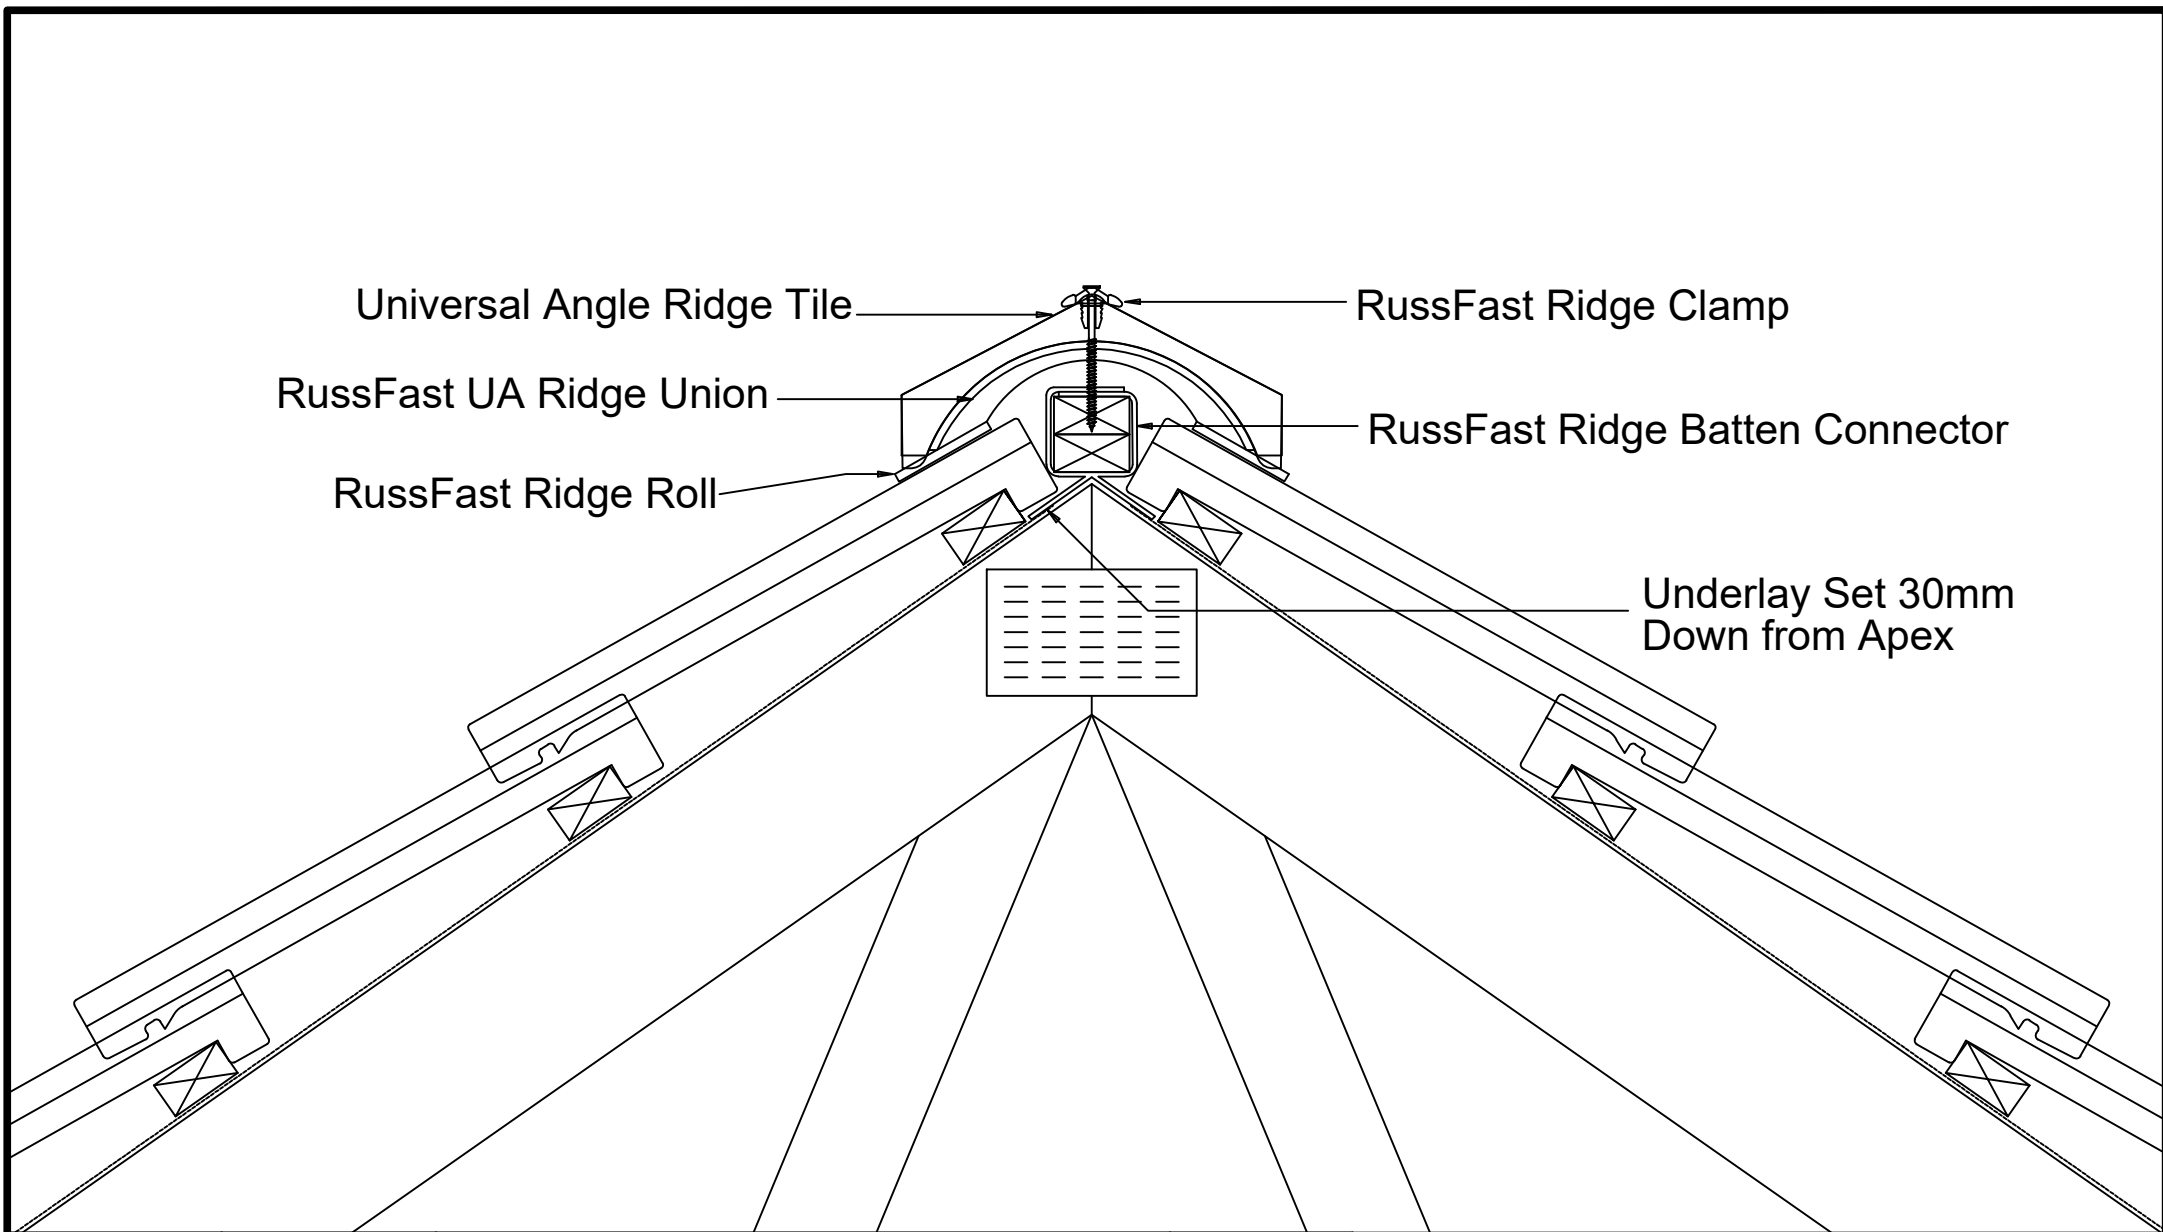 Universal Angle Ridge Tile
RussFast Ridge Clamp
RussFast UA Ridge Union
RussFast Ridge Batten Connector
RussFast Ridge Roll
Underlay Set 30mm
Down from Apex